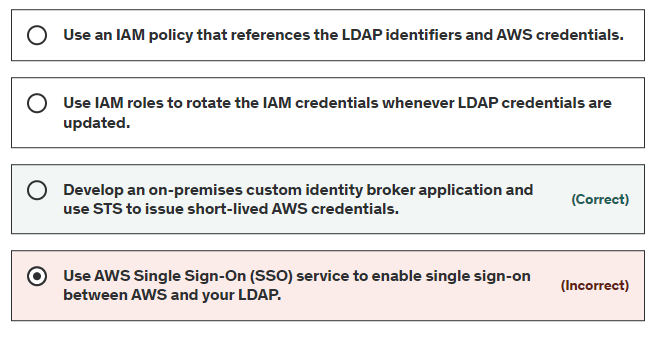 Use an IAM policy that references the LDAP identifiers and AWS credentials.
Use IAM roles to rotate the IAM credentials whenever LDAP credentials are
updated.
Develop an on-premises custom identity broker application and
use STS to issue short-lived AWS credentials.
(Correct)
Use AWS Single Sign-On (SSO) service to enable single sign-on
between AWS and your LDAP.
(Incorrect)